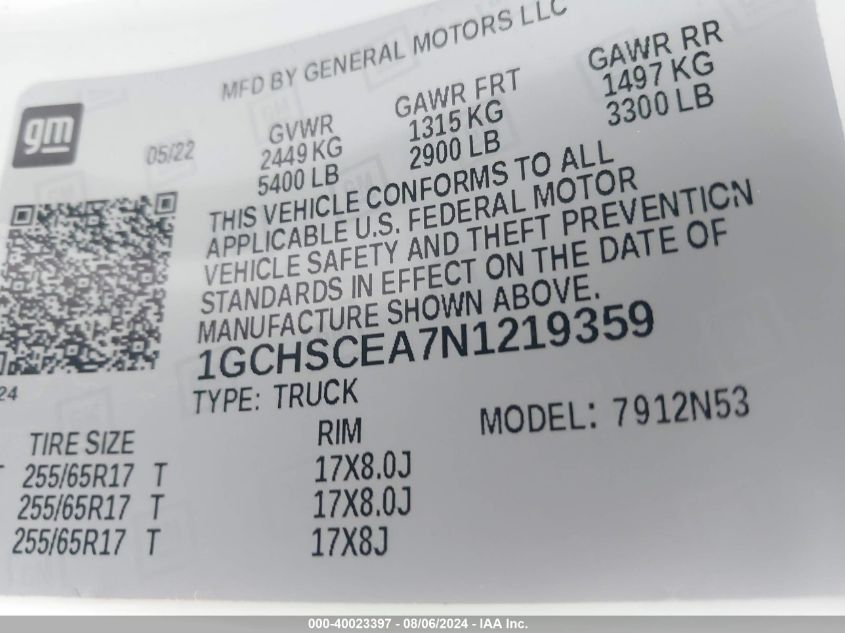 MFD BY GENERAL MOTORS LLC
gm
05/22
GVWR GAWR FRT GAWR RR
2449 KG 1315 KG 1497 KG
5400 LB 2900 LB 3300 LB
THIS VEHICLE CONFORMS TO ALL
APPLICABLE U.S. FEDERAL MOTOR
VEHICLE SAFETY AND THEFT PREVENTION
STANDARDS IN EFFECT ON THE DATE OF
MANUFACTURE SHOWN ABOVE.
1GCHSCEA7N1219359
24
TYPE: TRUCK MODEL: 7912N53
TIRE SIZE RIM
255/65R17 T 17X8.0J
255/65R17 T 17X8.0J
255/65R17 T 17X8J
000-40023397 - 08/06/2024 - IAA Inc.